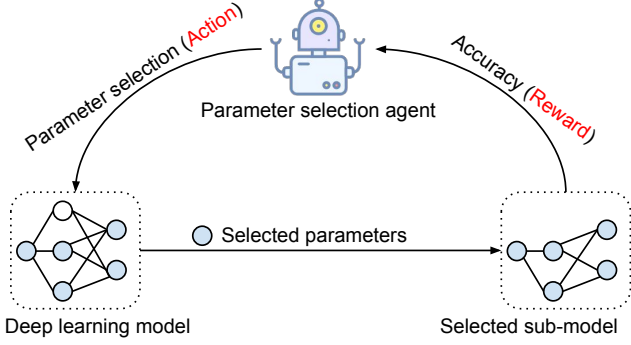 Parameter selection (Action)
Accuracy (Reward)
Parameter selection agent
Selected parameters
Deep learning model
Selected sub-model